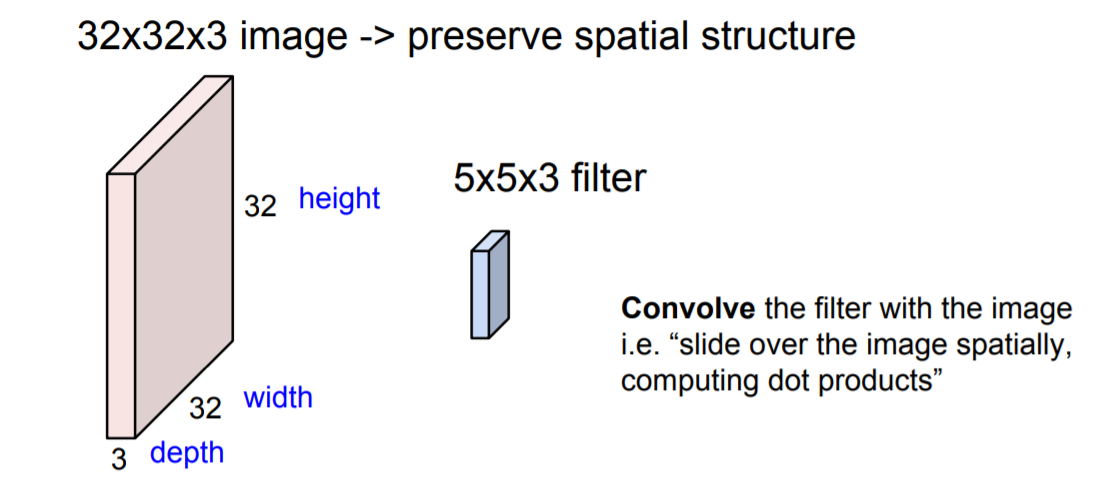 32x32x3 image -> preserve spatial structure
5x5x3 filter
32 height
Convolve the filter with the image
i.e. “slide over the image spatially,
computing dot products”
32 width
3 depth